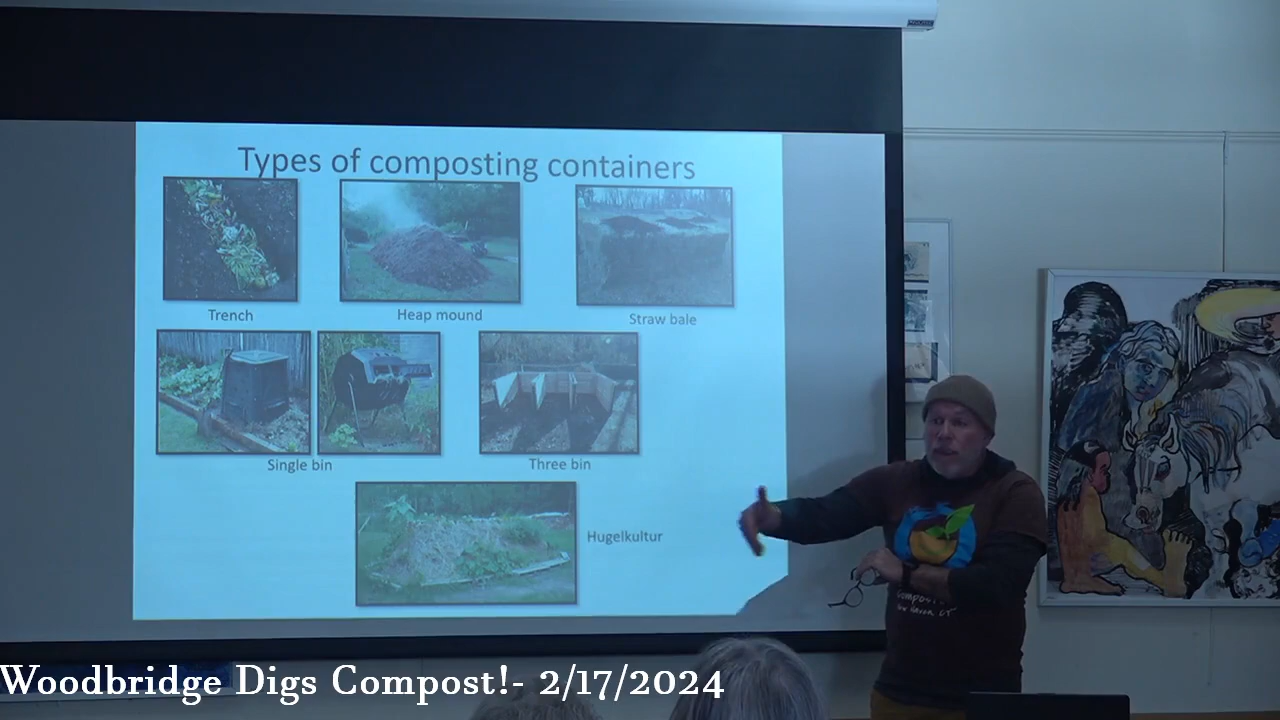 Types of composting containers
Trench
Heap mound
Straw bale
Single bin
Three bin
Hugelkultur
Woodbridge Digs Compost!- 2/17/2024